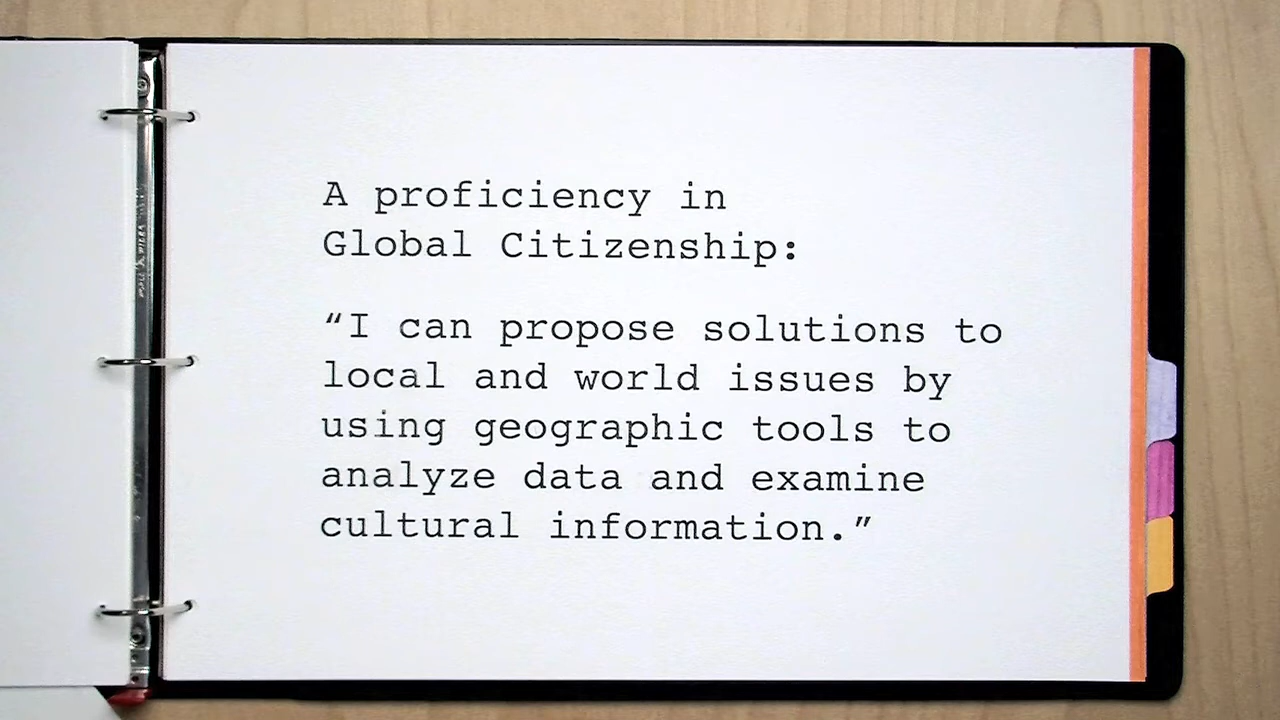 A proficiency in
Global Citizenship:
“I can propose solutions to
local and world issues by
using geographic tools to
analyze data and examine
cultural information.”